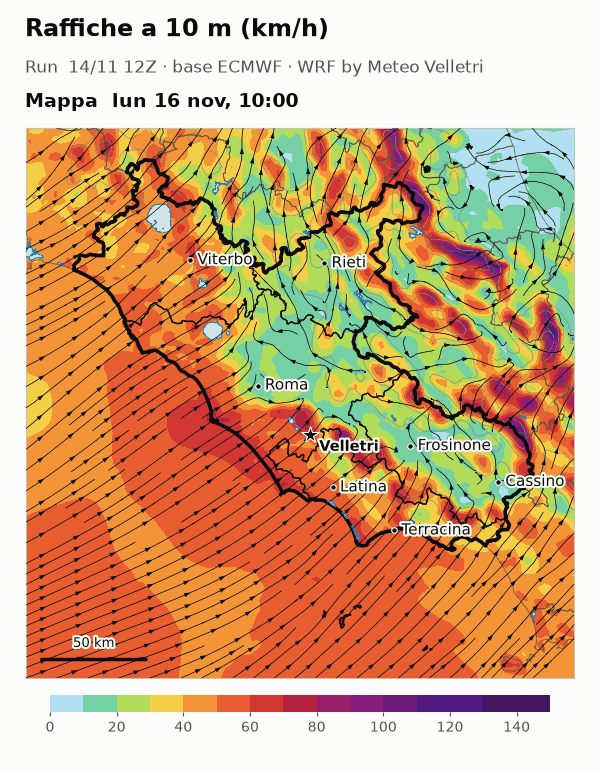 Raffiche a 10 m (km/h)
Run  14/11 12Z · base ECMWF · WRF by Meteo Velletri
Mappa  lun 16 nov, 10:00
Viterbo
Rieti
Roma
Velletri
Frosinone
Cassino
Latina
Terracina
50 km
0 20 40 60 80 100 120 140